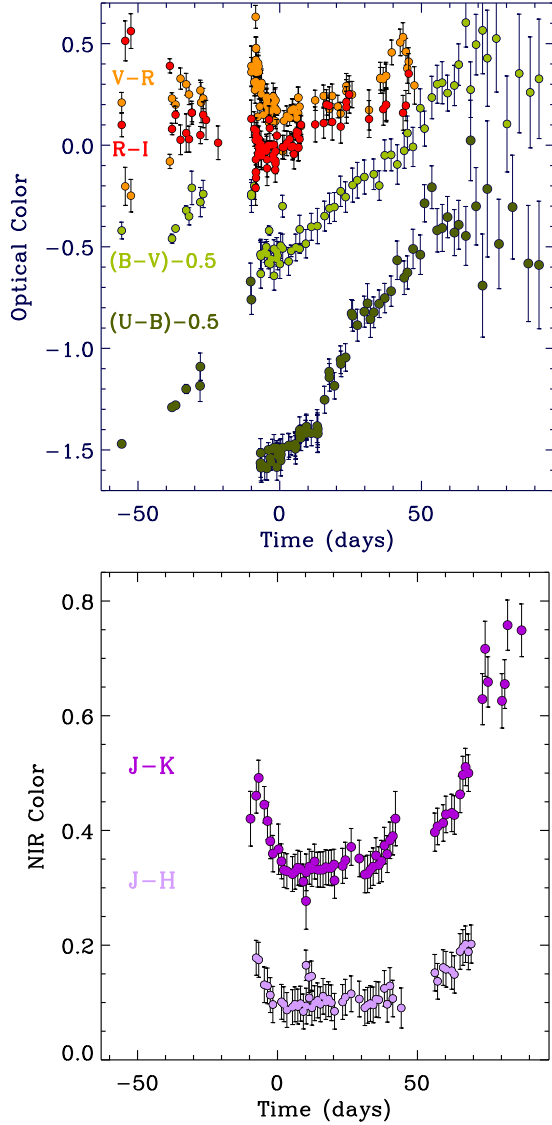 0.5
0.0
−0.5
−1.0
−1.5
Optical Color
V−R
R−I
(B−V)−0.5
(U−B)−0.5
−50
0
50
Time (days)
0.8
0.6
0.4
0.2
0.0
NIR Color
J−K
J−H
−50
0
50
Time (days)